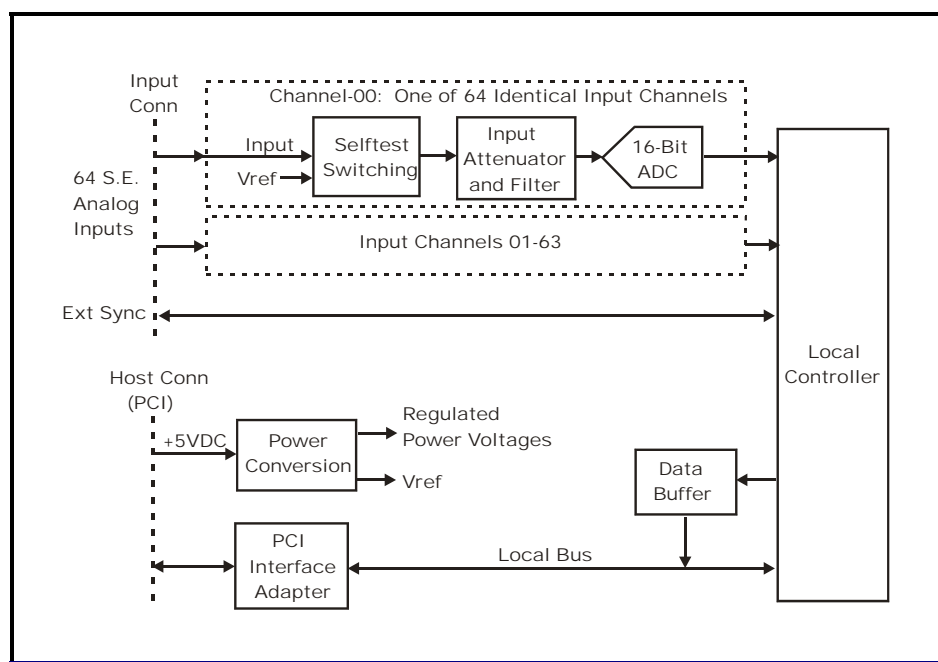 Input
Conn
Channel-00:  One of 64 Identical Input Channels
Input
Vref
Selftest
Switching
Input
Attenuator
and Filter
16-Bit
ADC
64 S.E.
Analog
Inputs
Input Channels 01-63
Ext Sync
Local
Controller
Host Conn
(PCI)
+5VDC
Power
Conversion
Regulated
Power Voltages
Vref
Data
Buffer
PCI
Interface
Adapter
Local Bus